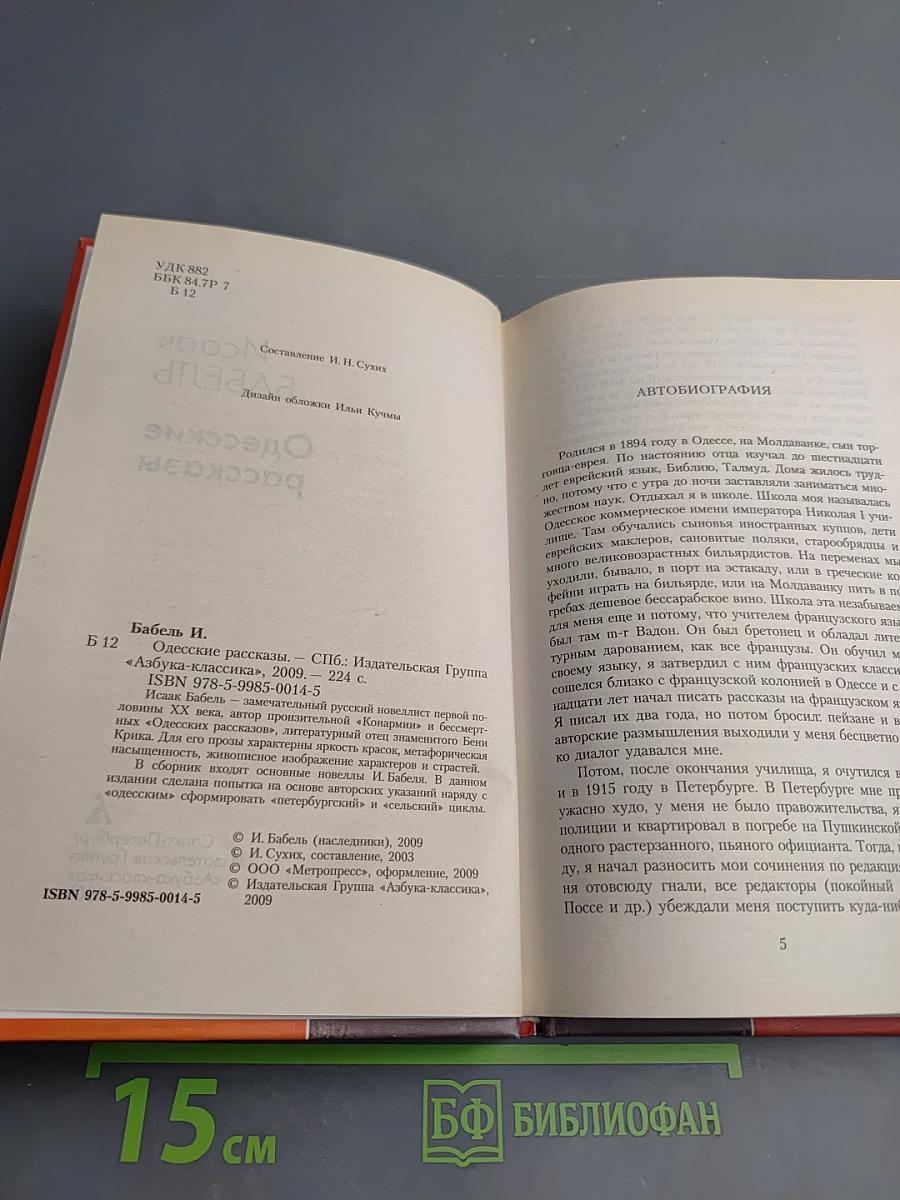 УДК 882
ББК 84.7Р 7
Б 12
Исаак
БАБЕЛЬ
Одесские
рассказы
Составление И. Н. Сухих
Дизайн обложки Ильи Кучмы
Бабель И.
Б 12 Одесские рассказы. — СПб.: Издательская Группа
«Азбука-классика», 2009. — 224 с.
ISBN 978-5-9985-0014-5
Исаак Бабель – замечательный русский новеллист первой по-
ловины XX века, автор пронзительной «Конармии» и бессмерт-
ных «Одесских рассказов», литературный отец знаменитого Бени
Крика. Для его прозы характерны яркость красок, метафорическая
насыщенность, живописное изображение характеров и страстей.
В сборник входят основные новеллы И. Бабеля. В данном
издании сделана попытка на основе авторских указаний наряду с
«одесским» сформировать «петербургский» и «сельский» циклы.
© И. Бабель (наследники), 2009
© И. Сухих, составление, 2003
© ООО «Метропресс», оформление, 2009
© Издательская Группа «Азбука-классика»,
2009
ISBN 978-5-9985-0014-5
АВТОБИОГРАФИЯ
Родился в 1894 году в Одессе, на Молдаванке, сын тор-
говца-еврея. По настоянию отца изучал до шестнадцати
лет еврейский язык, Библию, Талмуд. Дома жилось труд-
но, потому что с утра до ночи заставляли заниматься мно-
жеством наук. Отдыхал я в школе. Школа моя называлась
Одесское коммерческое имени императора Николая I учи-
лище. Там обучались сыновья иностранных купцов, дети
еврейских маклеров, сановитые поляки, старообрядцы и
много великовозрастных бильярдистов. На переменах мы
уходили, бывало, в порт на эстакаду, или в греческие ко
фейни играть на бильярде, или на Молдаванку пить в по
гребах дешевое бессарабское вино. Школа эта незабываем
для меня еще и потому, что учителем французского язы
был там m-r Вадон. Он был бретонец и обладал лите
турным дарованием, как все французы. Он обучил м
своему языку, я затвердил с ним французских класси
сошелся близко с французской колонией в Одессе и с
надцати лет начал писать рассказы на французском я
Я писал их два года, но потом бросил: пейзане и в
авторские размышления выходили у меня бесцветно
ко диалог удавался мне.
Потом, после окончания училища, я очутился в
и в 1915 году в Петербурге. В Петербурге мне пр
ужасно худо, у меня не было правожительства, я
полиции и квартировал в погребе на Пушкинской
одного растерзанного, пьяного официанта. Тогда,
ду, я начал разносить мои сочинения по редакция
ня отовсюду гнали, все редакторы (покойный
Поссе и др.) убеждали меня поступить куда-ни
5
15 см
БФ БИБЛИОФАН